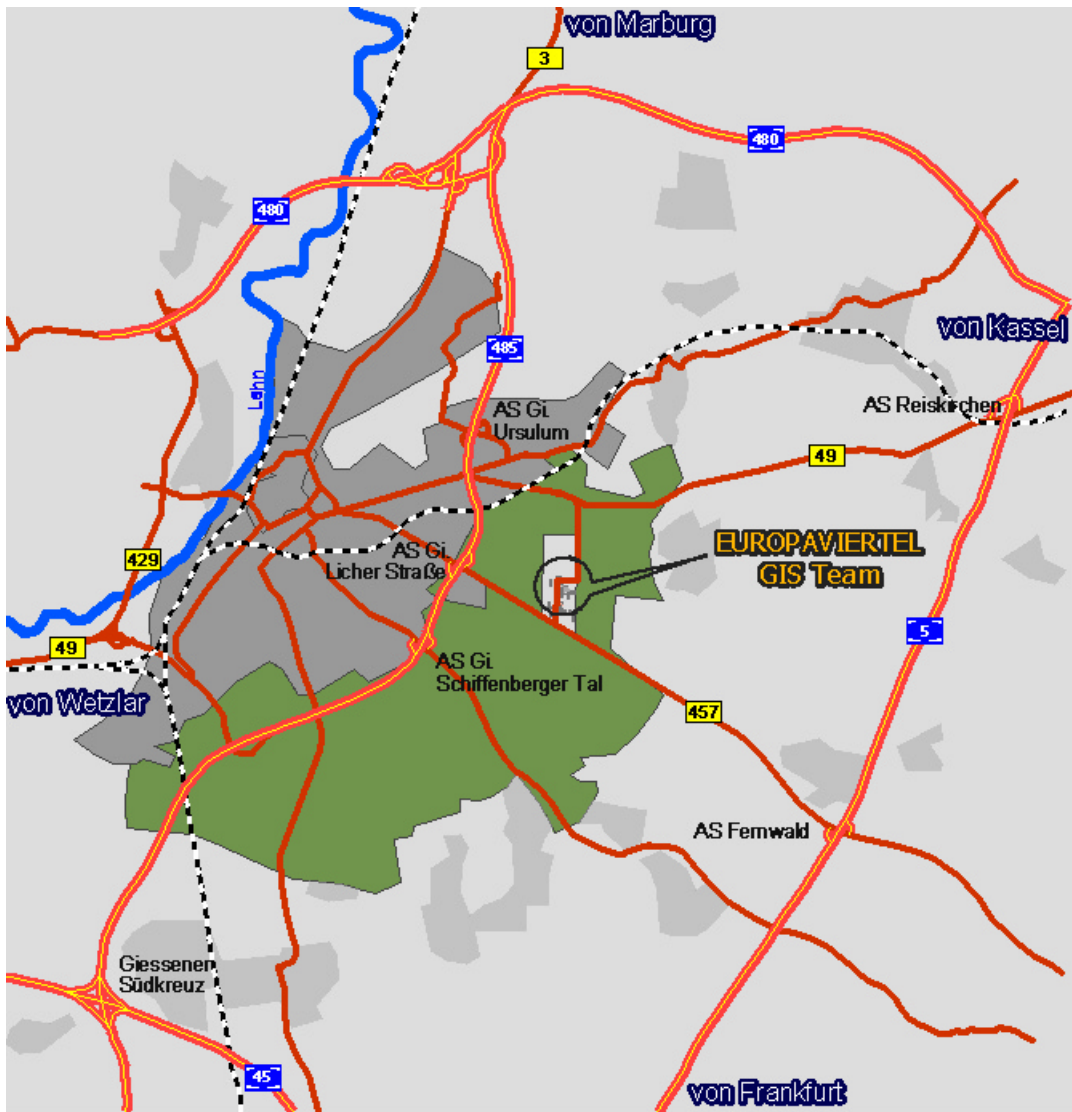 von Marburg
3
480
480
von Kassel
485
Lahn
AS Gi.
Ursulum
AS Reiskirchen
49
EUROPAVIERTEL
GIS Team
AS Gi.
Licher Straße
429
5
49
AS Gi.
Schiffenberger Tal
von Wetzlar
457
AS Fernwald
Giessener
Südkreuz
45
von Frankfurt